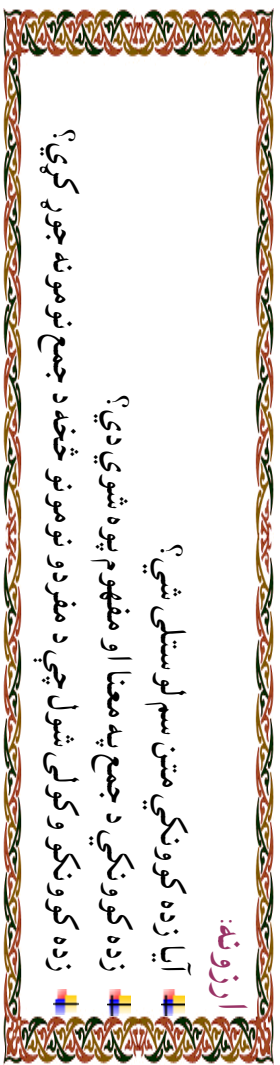 ارزونه:
آیا زده کوونکي متن سم لوستلی شي؟
زده کوونکي د جمع په معنا او مفهوم پوه شوي دي؟
زده کوونکو وکولی شول چې د مفردو نومونو څخه د جمع نومونه جوړ کړي؟